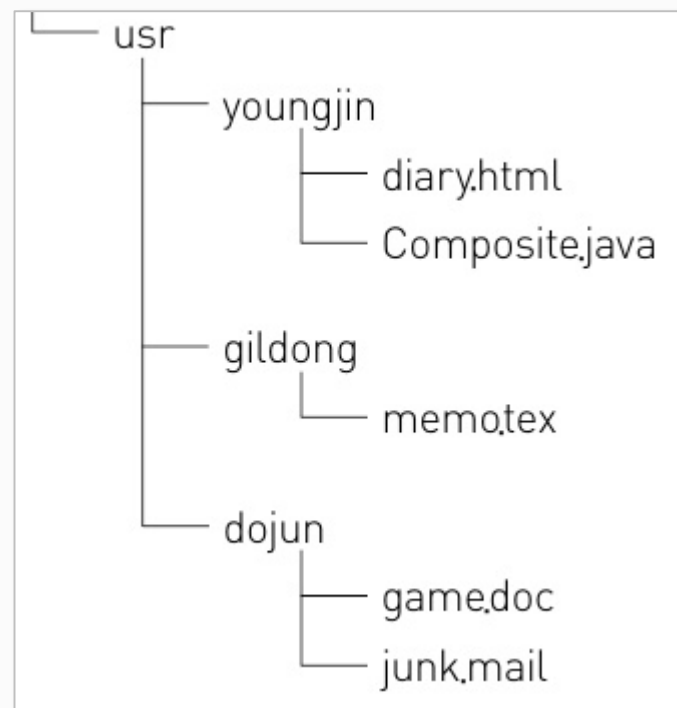 usr
youngjin
diary.html
Composite.java
gildong
memo.tex
dojun
game.doc
junk.mail